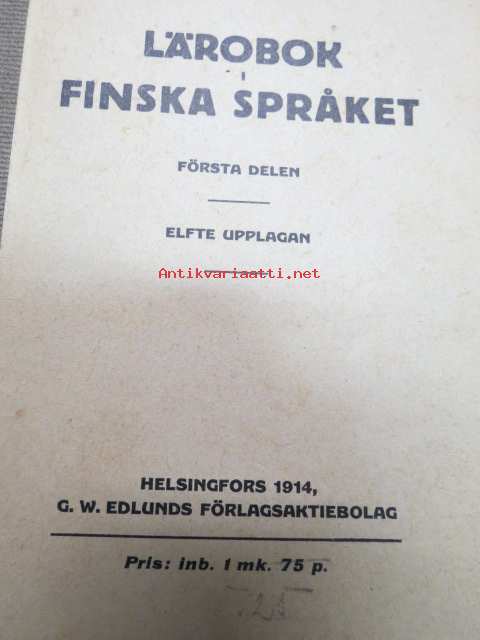 LÄROBOK
I
FINSKA SPRÅKET
FÖRSTA DELEN
ELFTE UPPLAGAN
Antikvariaatti.net
HELSINGFORS 1914,
G. W. EDLUNDS FÖRLAGSAKTIEBOLAG
Pris: inb. 1 mk. 75 p.